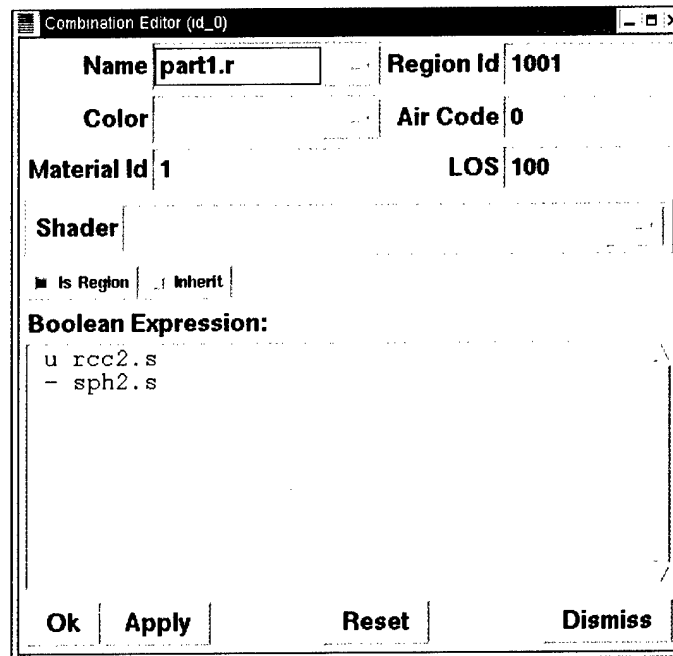 Combination Editor (id_0)
Name part1.r Region Id 1001
Color Air Code 0
Material Id 1 LOS 100
Shader
Is Region Inherit
Boolean Expression:
u rcc2.s
- sph2.s
Ok Apply Reset Dismiss